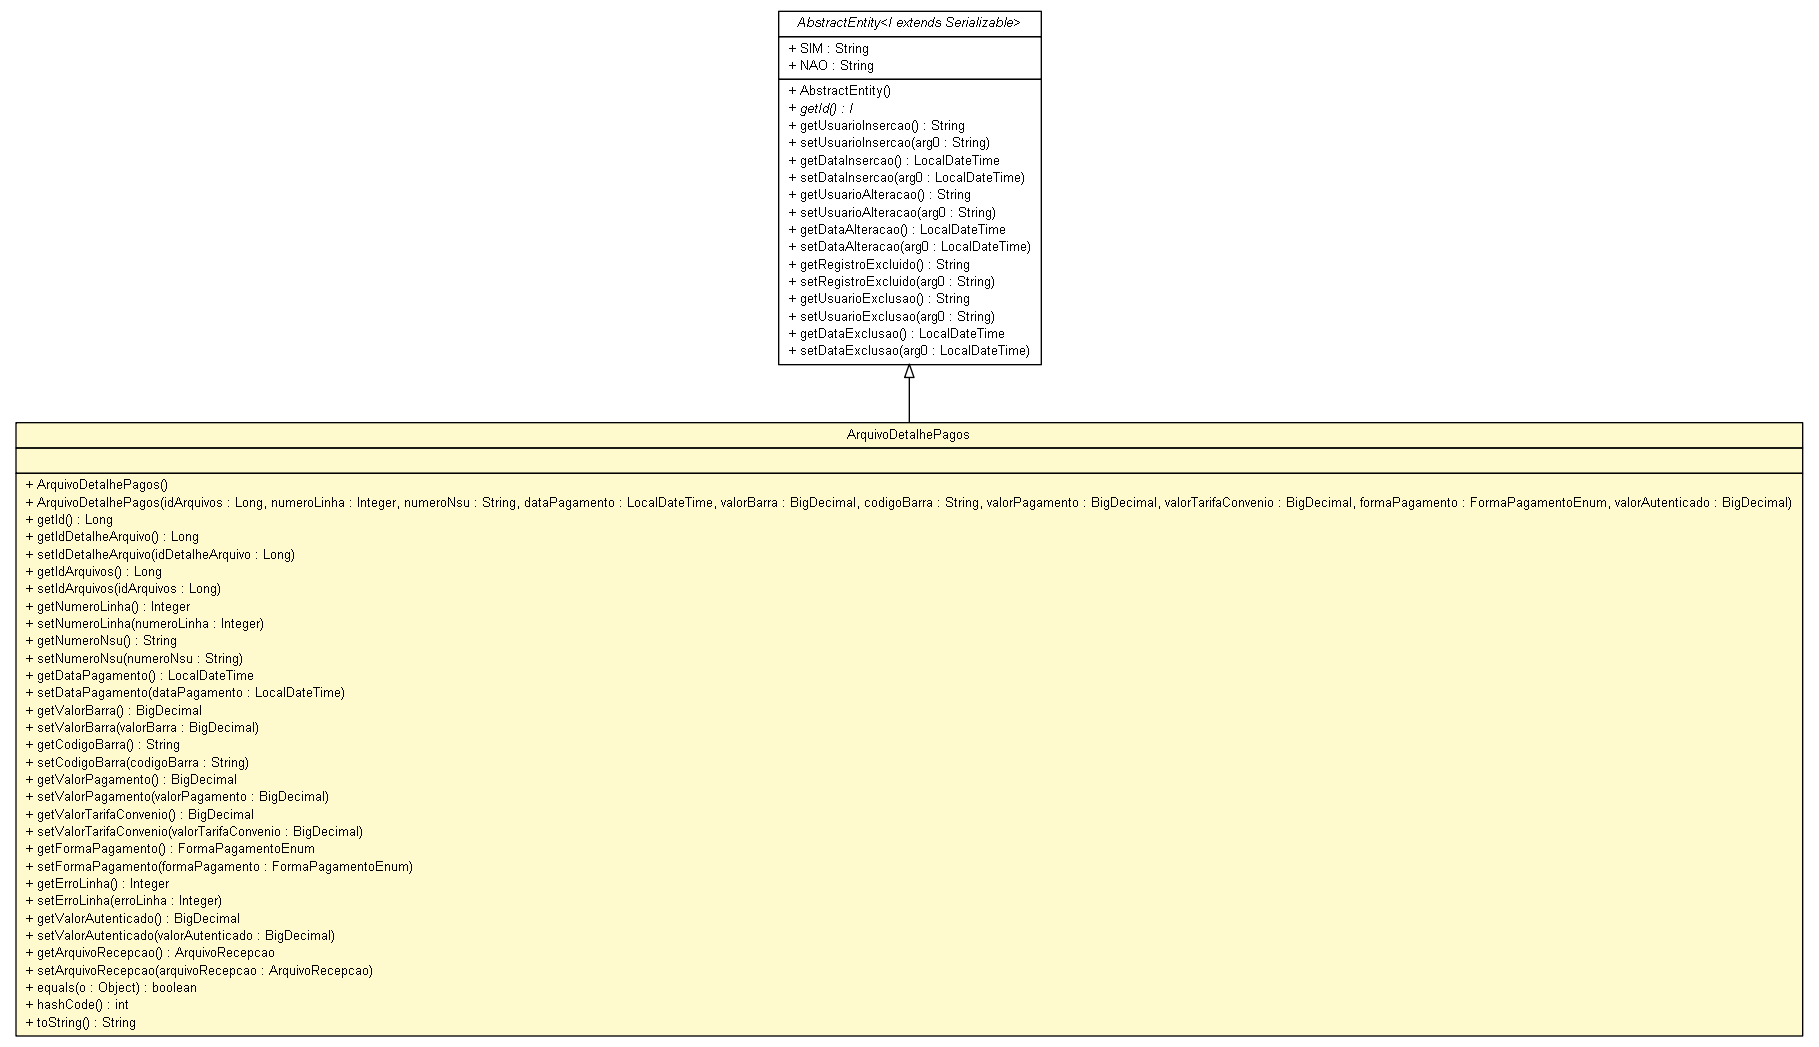 AbstractEntity<I extends Serializable>
+ SIM : String
+ NAO : String
+ AbstractEntity()
+ getId() : I
+ getUsuarioInsercao() : String
+ setUsuarioInsercao(arg0 : String)
+ getDataInsercao() : LocalDateTime
+ setDataInsercao(arg0 : LocalDateTime)
+ getUsuarioAlteracao() : String
+ setUsuarioAlteracao(arg0 : String)
+ getDataAlteracao() : LocalDateTime
+ setDataAlteracao(arg0 : LocalDateTime)
+ getRegistroExcluido() : String
+ setRegistroExcluido(arg0 : String)
+ getUsuarioExclusao() : String
+ setUsuarioExclusao(arg0 : String)
+ getDataExclusao() : LocalDateTime
+ setDataExclusao(arg0 : LocalDateTime)
ArquivoDetalhePagos
+ ArquivoDetalhePagos()
+ ArquivoDetalhePagos(idArquivos : Long, numeroLinha : Integer, numeroNsu : String, dataPagamento : LocalDateTime, valorBarra : BigDecimal, codigoBarra : String, valorPagamento : BigDecimal, valorTarifaConvenio : BigDecimal, formaPagamento : FormaPagamentoEnum, valorAutenticado : BigDecimal)
+ getId() : Long
+ getIdDetalheArquivo() : Long
+ setIdDetalheArquivo(idDetalheArquivo : Long)
+ getIdArquivos() : Long
+ setIdArquivos(idArquivos : Long)
+ getNumeroLinha() : Integer
+ setNumeroLinha(numeroLinha : Integer)
+ getNumeroNsu() : String
+ setNumeroNsu(numeroNsu : String)
+ getDataPagamento() : LocalDateTime
+ setDataPagamento(dataPagamento : LocalDateTime)
+ getValorBarra() : BigDecimal
+ setValorBarra(valorBarra : BigDecimal)
+ getCodigoBarra() : String
+ setCodigoBarra(codigoBarra : String)
+ getValorPagamento() : BigDecimal
+ setValorPagamento(valorPagamento : BigDecimal)
+ getValorTarifaConvenio() : BigDecimal
+ setValorTarifaConvenio(valorTarifaConvenio : BigDecimal)
+ getFormaPagamento() : FormaPagamentoEnum
+ setFormaPagamento(formaPagamento : FormaPagamentoEnum)
+ getErroLinha() : Integer
+ setErroLinha(erroLinha : Integer)
+ getValorAutenticado() : BigDecimal
+ setValorAutenticado(valorAutenticado : BigDecimal)
+ getArquivoRecepcao() : ArquivoRecepcao
+ setArquivoRecepcao(arquivoRecepcao : ArquivoRecepcao)
+ equals(o : Object) : boolean
+ hashCode() : int
+ toString() : String